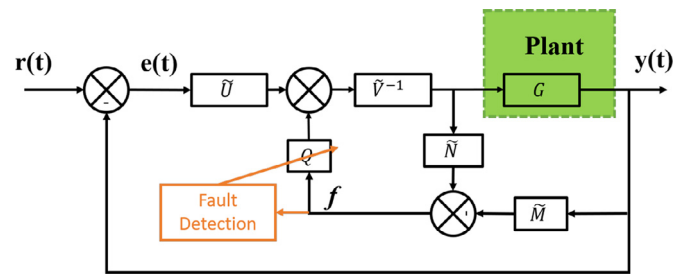 Plant
r(t)
e(t)
y(t)
Ũ
Ṽ⁻¹
G
-
Q
Ñ
Fault
Detection
f
M̃
-